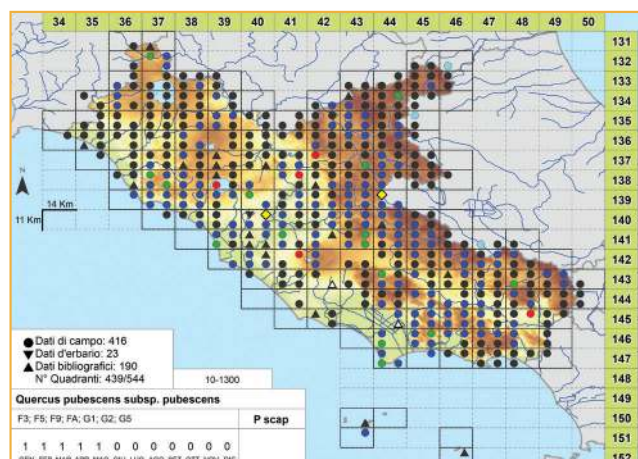 34 35 36 37 38 39 40 41 42 43 44 45 46 47 48 49 50
131
132
133
134
135
136
137
138
139
140
141
142
143
144
145
146
147
148
149
150
151
152
N
14 Km
11 Km
Dati di campo: 416
Dati d'erbario: 23
Dati bibliografici: 190
N° Quadranti: 439/544
10-1300
Quercus pubescens subsp. pubescens
F3; F5; F9; FA; G1; G2; G5
P scap
1 1 1 1 1 0 0 0 0 0 0 0